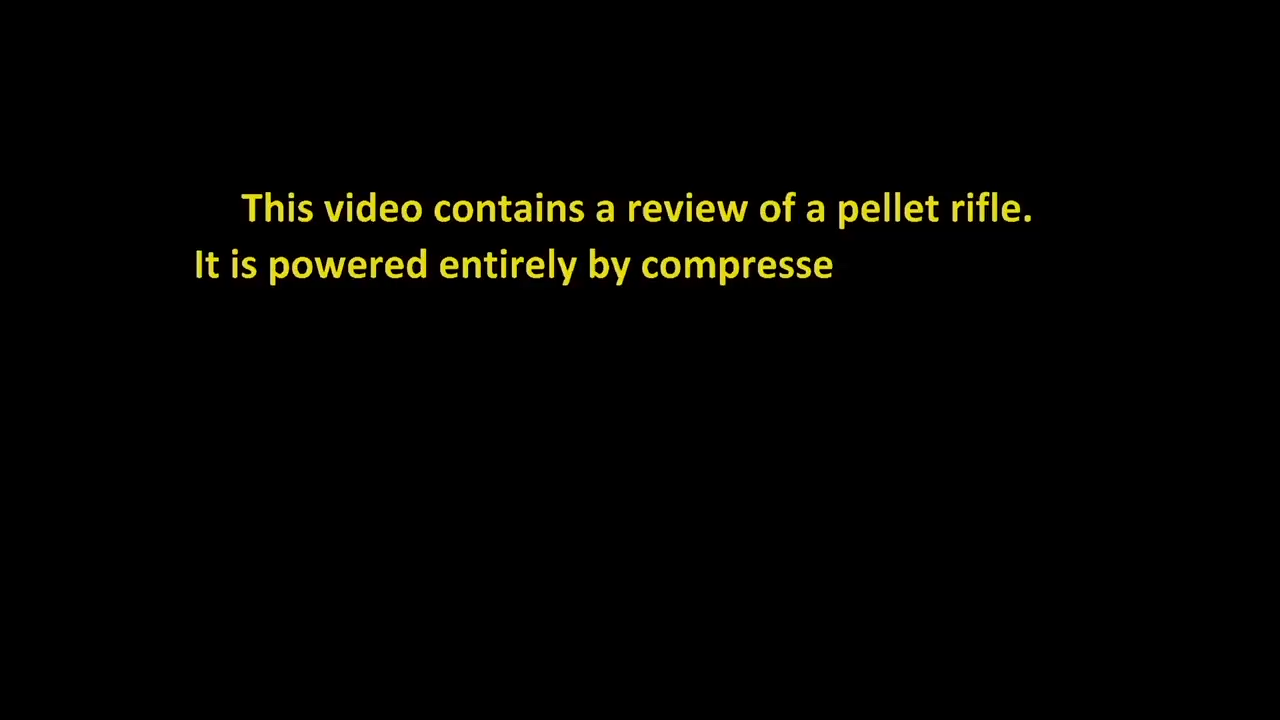 This video contains a review of a pellet rifle.
It is powered entirely by compresse